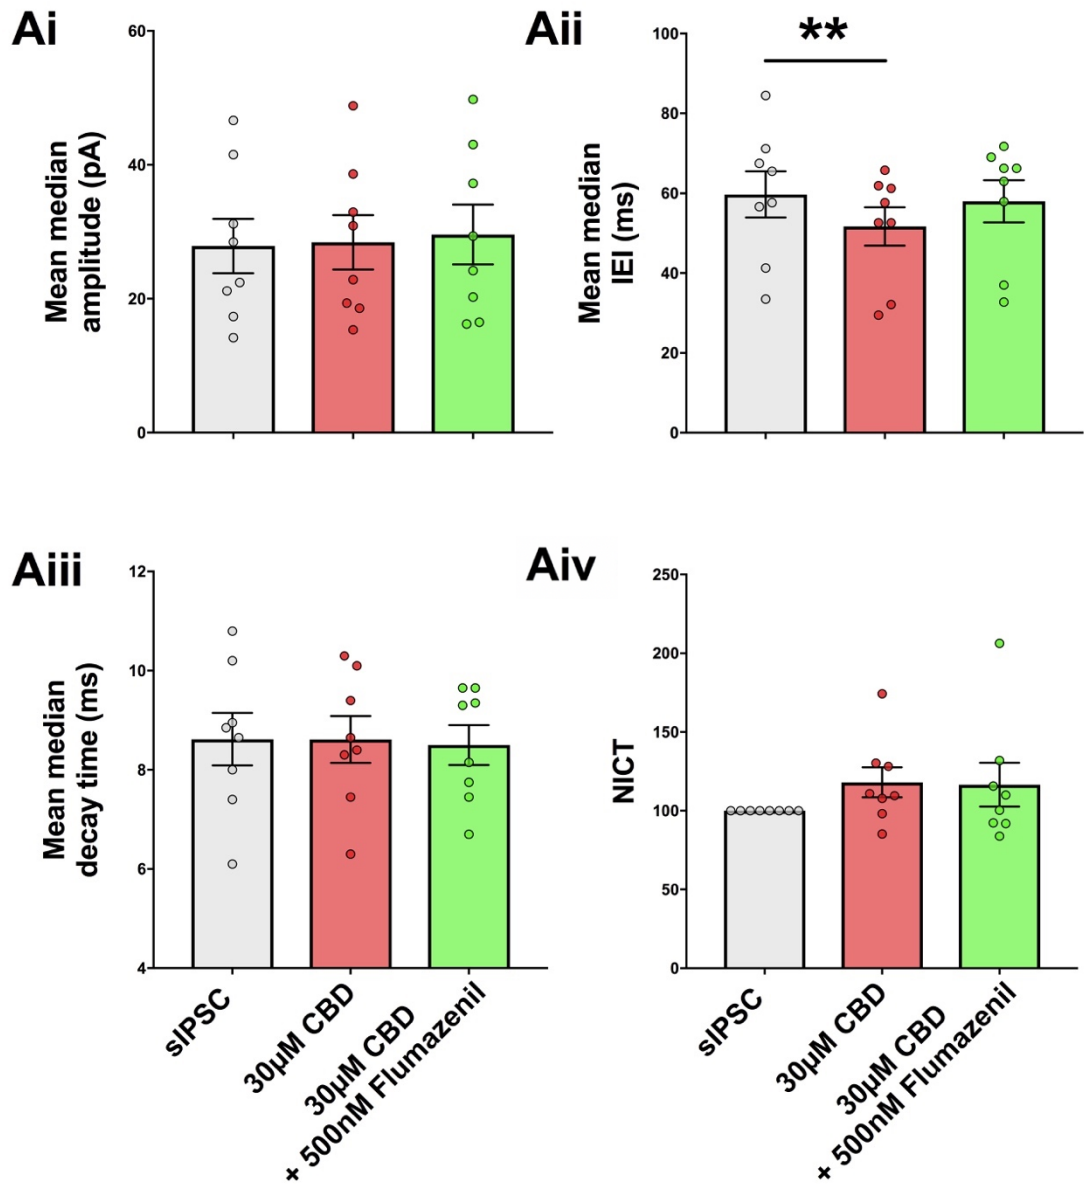 Ai
60
40
20
0
Mean median
amplitude (pA)
Aii
**
100
80
60
40
20
0
Mean median
IEI (ms)
Aiii
12
10
8
6
4
Mean median
decay time (ms)
sIPSC
30µM CBD
30µM CBD
+ 500nM Flumazenil
Aiv
250
200
150
100
50
0
NICT
sIPSC
30µM CBD
30µM CBD
+ 500nM Flumazenil